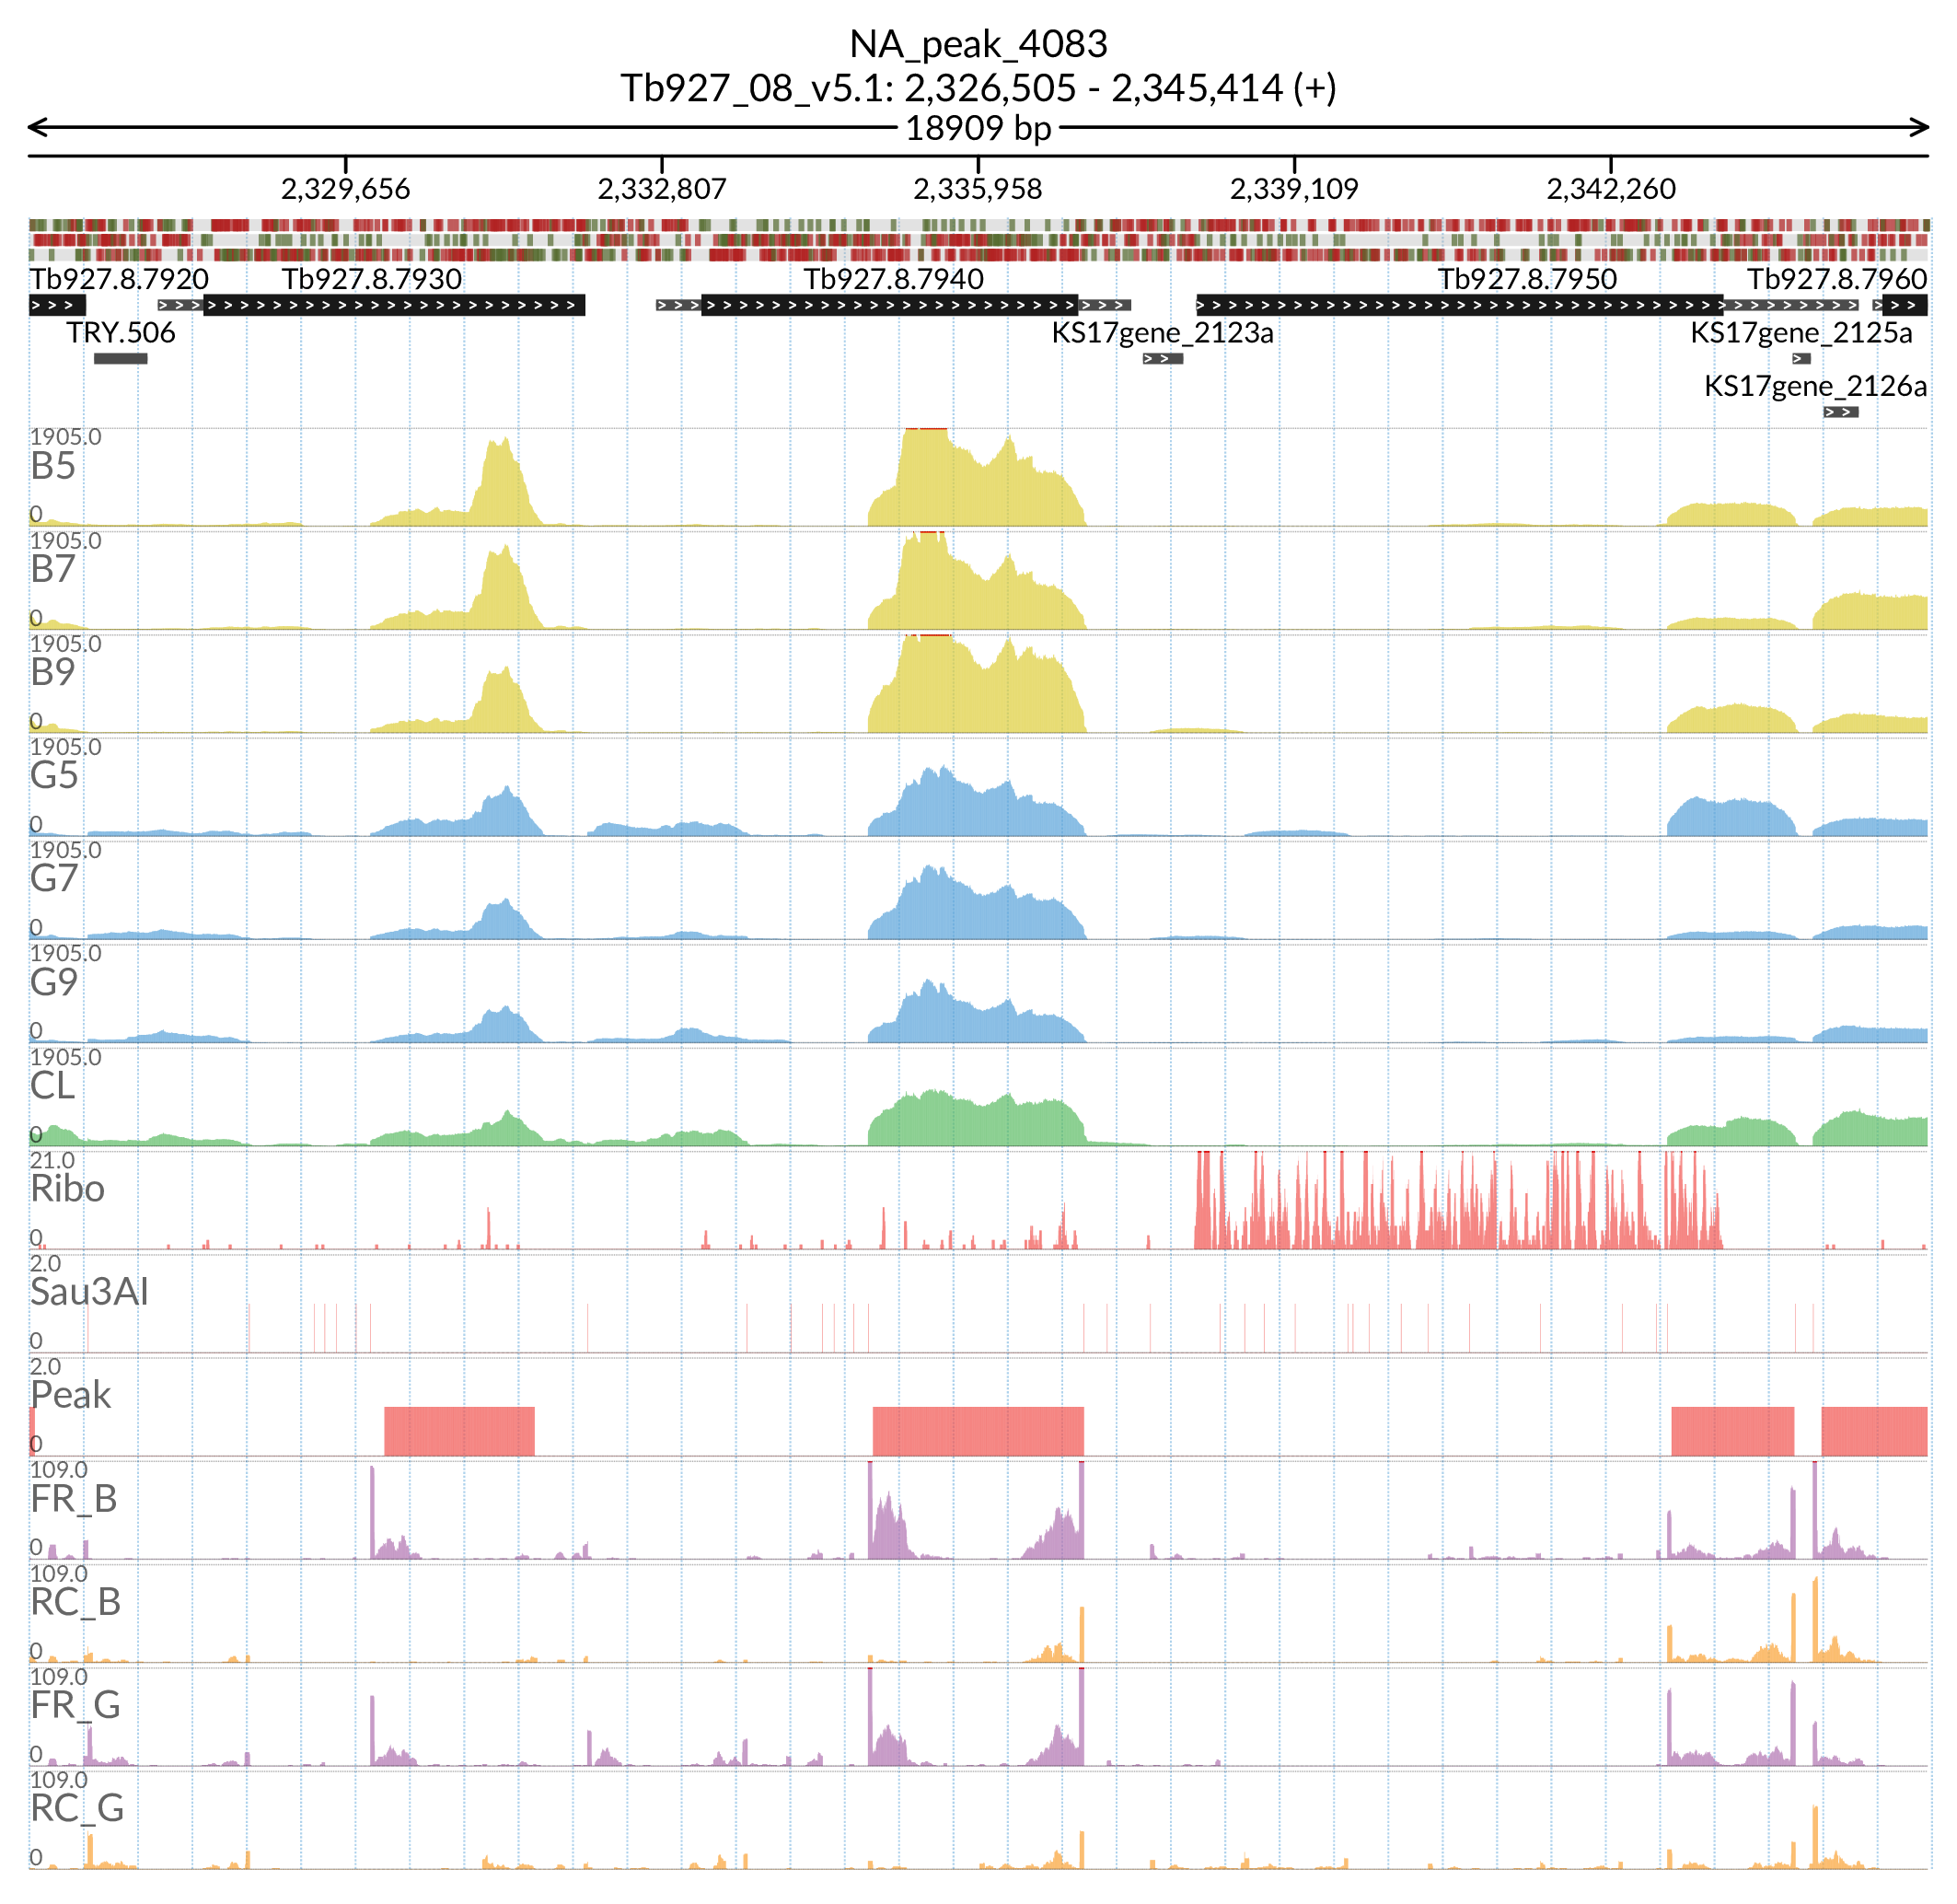 NA_peak_4083
Tb927_08_v5.1: 2,326,505 - 2,345,414 (+)
18909 bp
2,329,656 2,332,807 2,335,958 2,339,109 2,342,260
Tb927.8.7920 Tb927.8.7930 Tb927.8.7940 Tb927.8.7950 Tb927.8.7960
TRY.506 KS17gene_2123a KS17gene_2125a
KS17gene_2126a
1905.0
B5
0
1905.0
B7
0
1905.0
B9
0
1905.0
G5
0
1905.0
G7
0
1905.0
G9
0
1905.0
CL
0
21.0
Ribo
0
2.0
Sau3AI
0
2.0
Peak
0
109.0
FR_B
0
109.0
RC_B
0
109.0
FR_G
0
109.0
RC_G
0